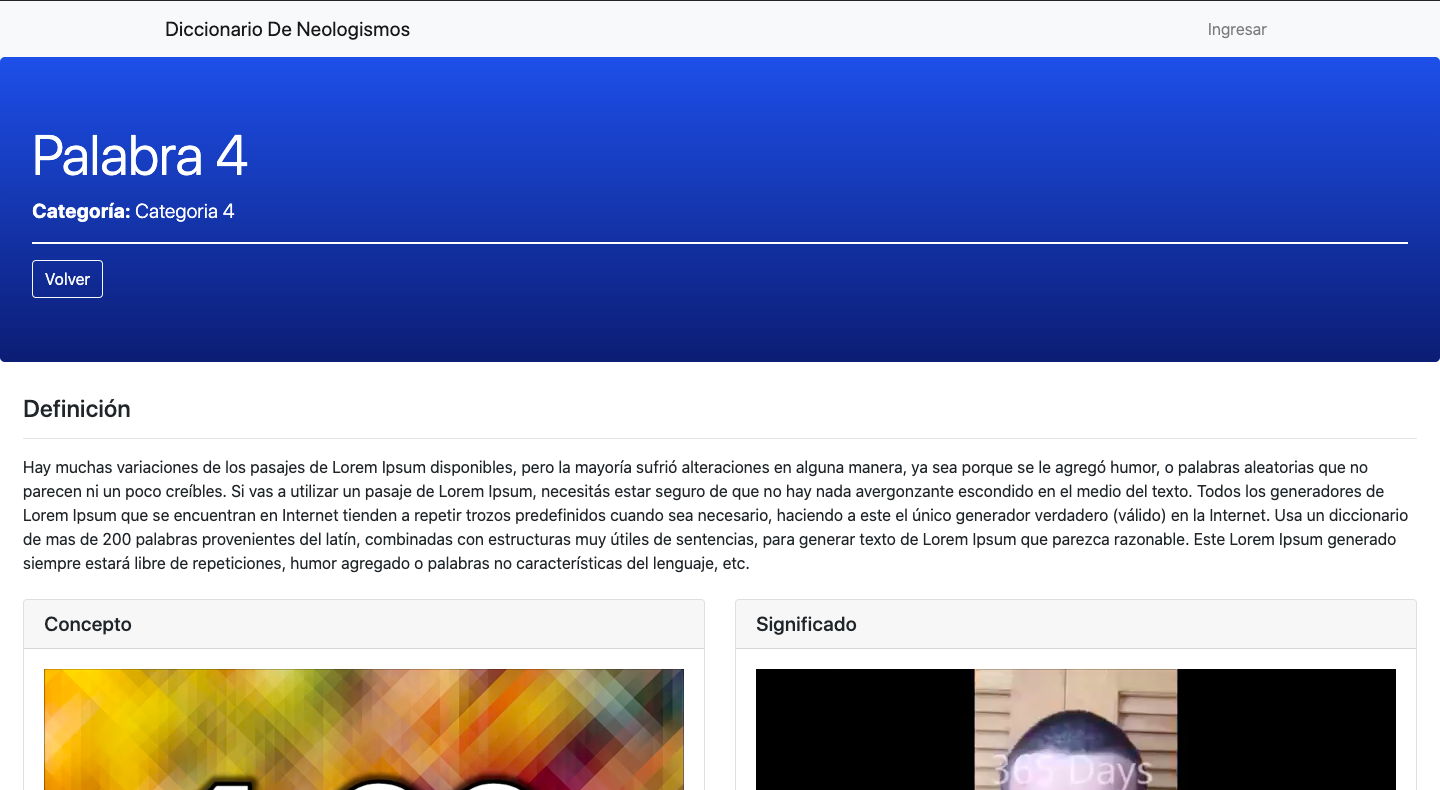 Diccionario De Neologismos
Ingresar
Palabra 4
Categoría: Categoria 4
Volver
Definición
Hay muchas variaciones de los pasajes de Lorem Ipsum disponibles, pero la mayoría sufrió alteraciones en alguna manera, ya sea porque se le agregó humor, o palabras aleatorias que no
parecen ni un poco creíbles. Si vas a utilizar un pasaje de Lorem Ipsum, necesitás estar seguro de que no hay nada avergonzante escondido en el medio del texto. Todos los generadores de
Lorem Ipsum que se encuentran en Internet tienden a repetir trozos predefinidos cuando sea necesario, haciendo a este el único generador verdadero (válido) en la Internet. Usa un diccionario
de mas de 200 palabras provenientes del latín, combinadas con estructuras muy útiles de sentencias, para generar texto de Lorem Ipsum que parezca razonable. Este Lorem Ipsum generado
siempre estará libre de repeticiones, humor agregado o palabras no características del lenguaje, etc.
Concepto
Significado
365 Days